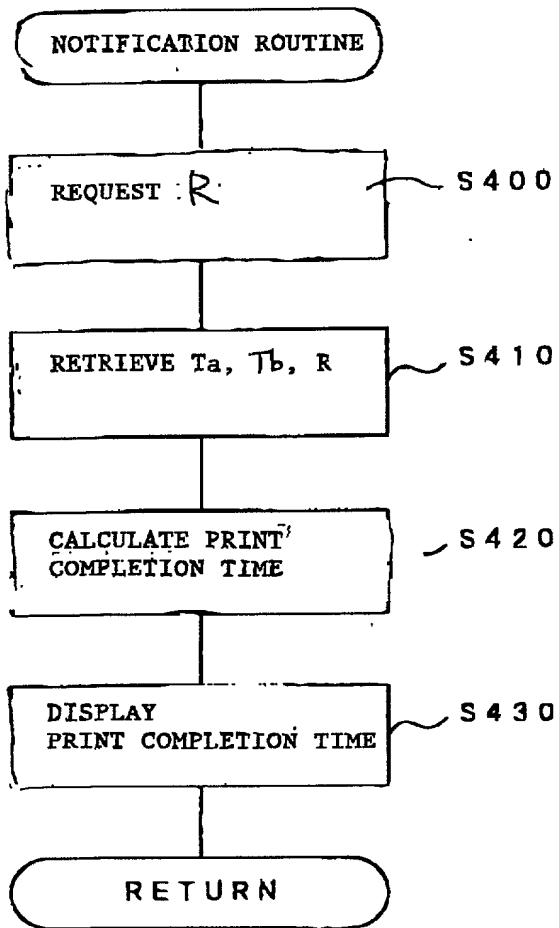 NOTIFICATION ROUTINE
REQUEST R
S400
RETRIEVE Ta, Tb, R
S410
CALCULATE PRINT
COMPLETION TIME
S420
DISPLAY
PRINT COMPLETION TIME
S430
RETURN